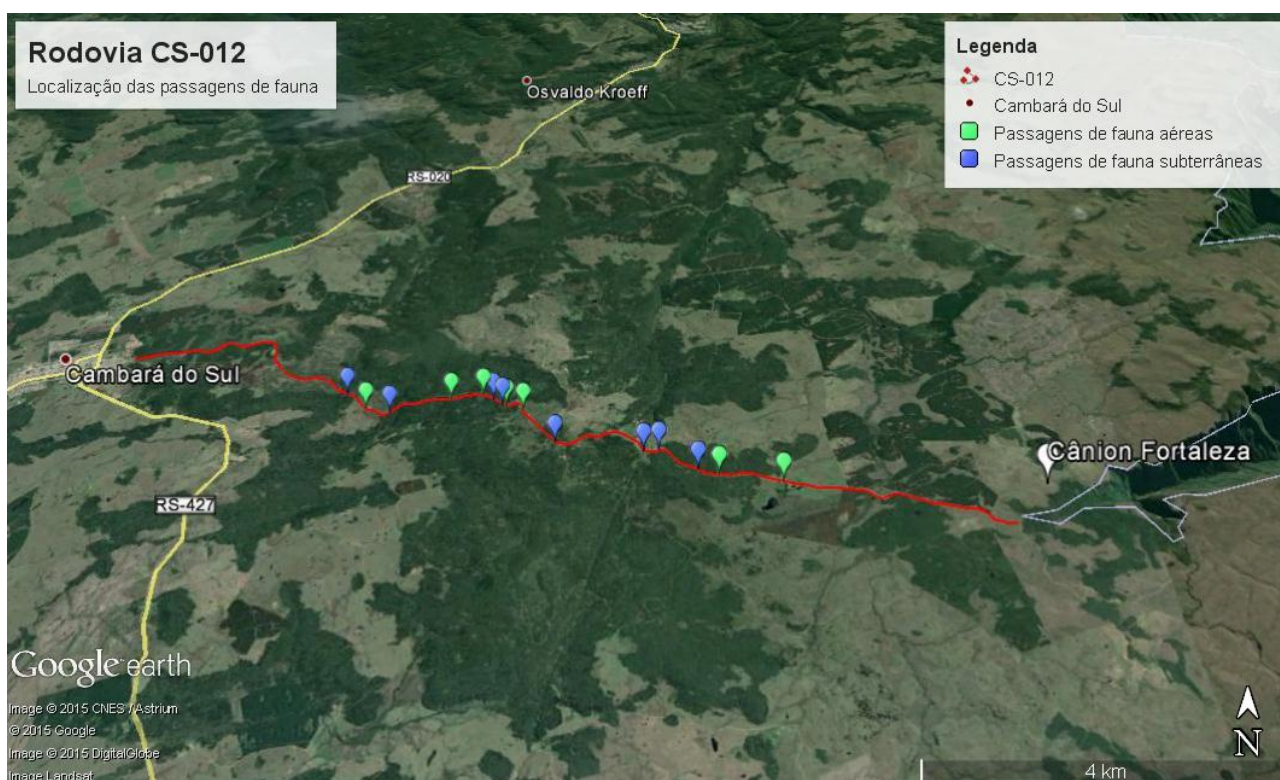 Rodovia CS-012
Localização das passagens de fauna
Legenda
CS-012
Cambará do Sul
Passagens de fauna aéreas
Passagens de fauna subterrâneas
Osvaldo Kroeff
RS-020
Cambará do Sul
Cânion Fortaleza
RS-427
Google earth
Image © 2015 CNES / Astrium
© 2015 Google
Image © 2015 DigitalGlobe
Image Landsat
N
4 km